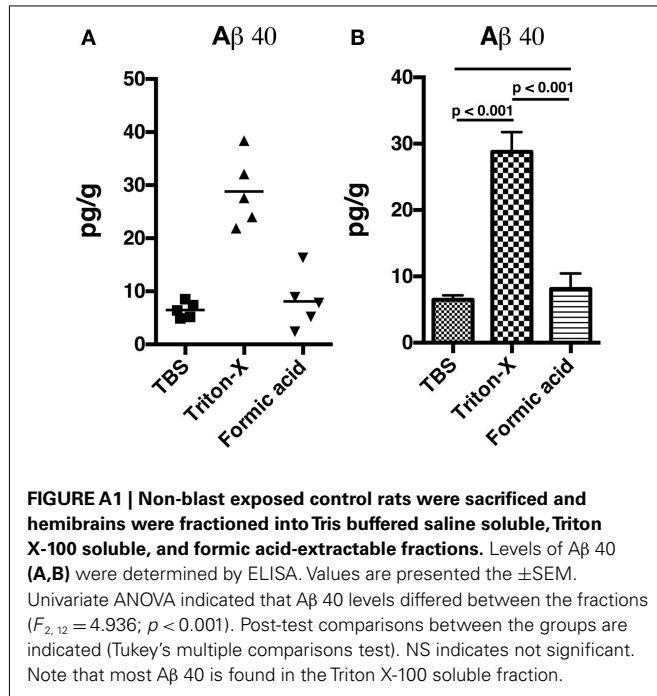 A
Aβ 40
50
40
30
20
10
0
pg/g
TBS
Triton-X
Formic acid
B
Aβ 40
40
30
20
10
0
pg/g
p < 0.001
p < 0.001
TBS
Triton-X
Formic acid
FIGURE A1 | Non-blast exposed control rats were sacrificed and
hemibrains were fractioned into Tris buffered saline soluble, Triton
X-100 soluble, and formic acid-extractable fractions. Levels of Aβ 40
(A,B) were determined by ELISA. Values are presented the ±SEM.
Univariate ANOVA indicated that Aβ 40 levels differed between the fractions
(F2, 12 = 4.936; p < 0.001). Post-test comparisons between the groups are
indicated (Tukey's multiple comparisons test). NS indicates not significant.
Note that most Aβ 40 is found in the Triton X-100 soluble fraction.